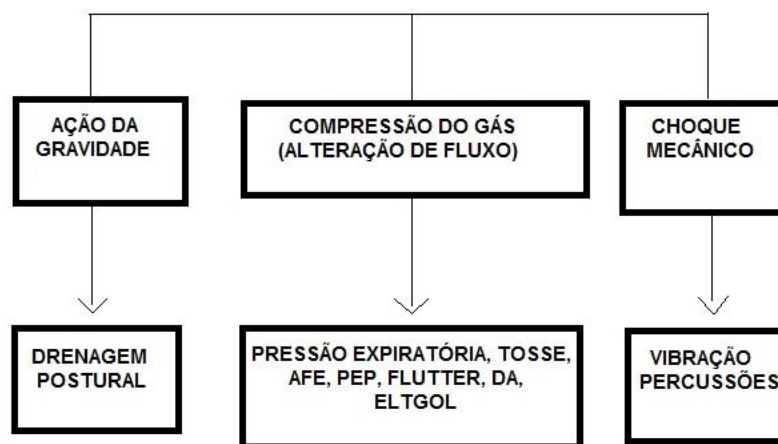 AÇÃO DA
GRAVIDADE
COMPRESSÃO DO GÁS
(ALTERAÇÃO DE FLUXO)
CHOQUE
MECÂNICO
DRENAGEM
POSTURAL
PRESSÃO EXPIRATÓRIA, TOSSE,
AFE, PEP, FLUTTER, DA,
ELTGOL
VIBRAÇÃO
PERCUSSÕES